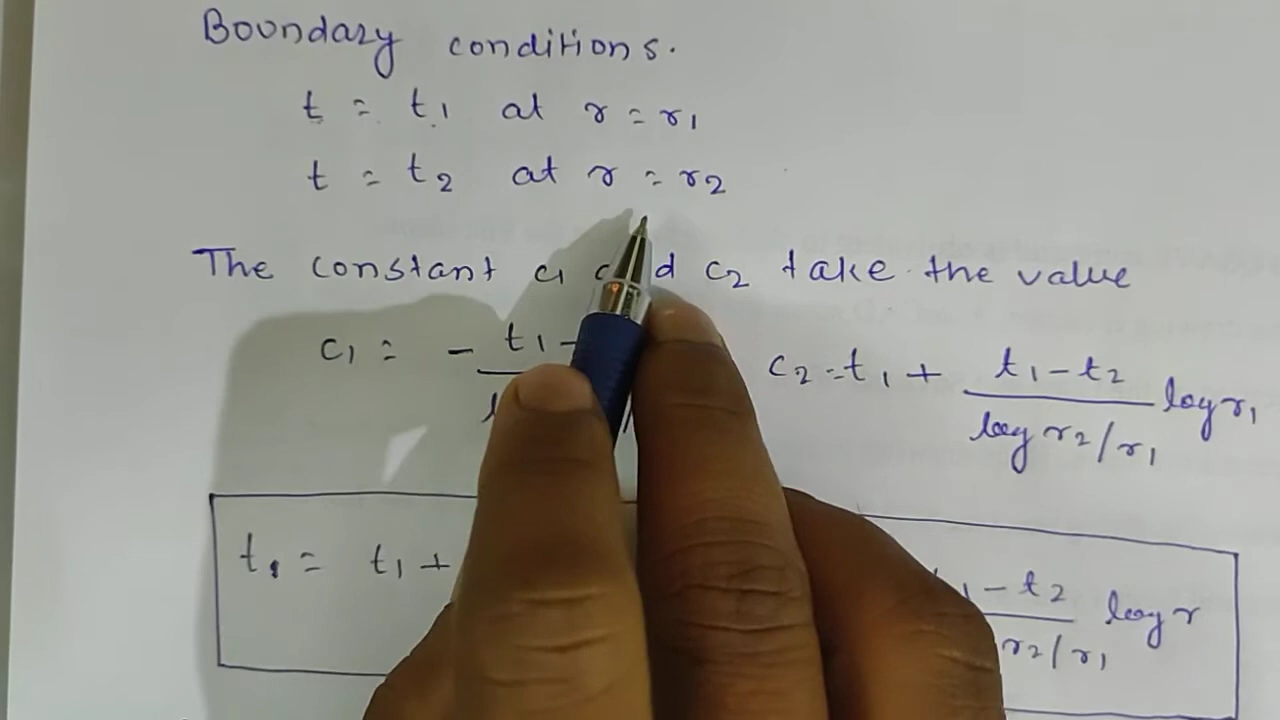 Boundary conditions.
t = t1 at r = r1
t = t2 at r = r2
The constant c1 c d c2 take the value
c1 = - t1 -
c2 = t1 + t1 - t2 / log r2/r1 log r1
t = t1 +
- t2 / r2/r1 log r